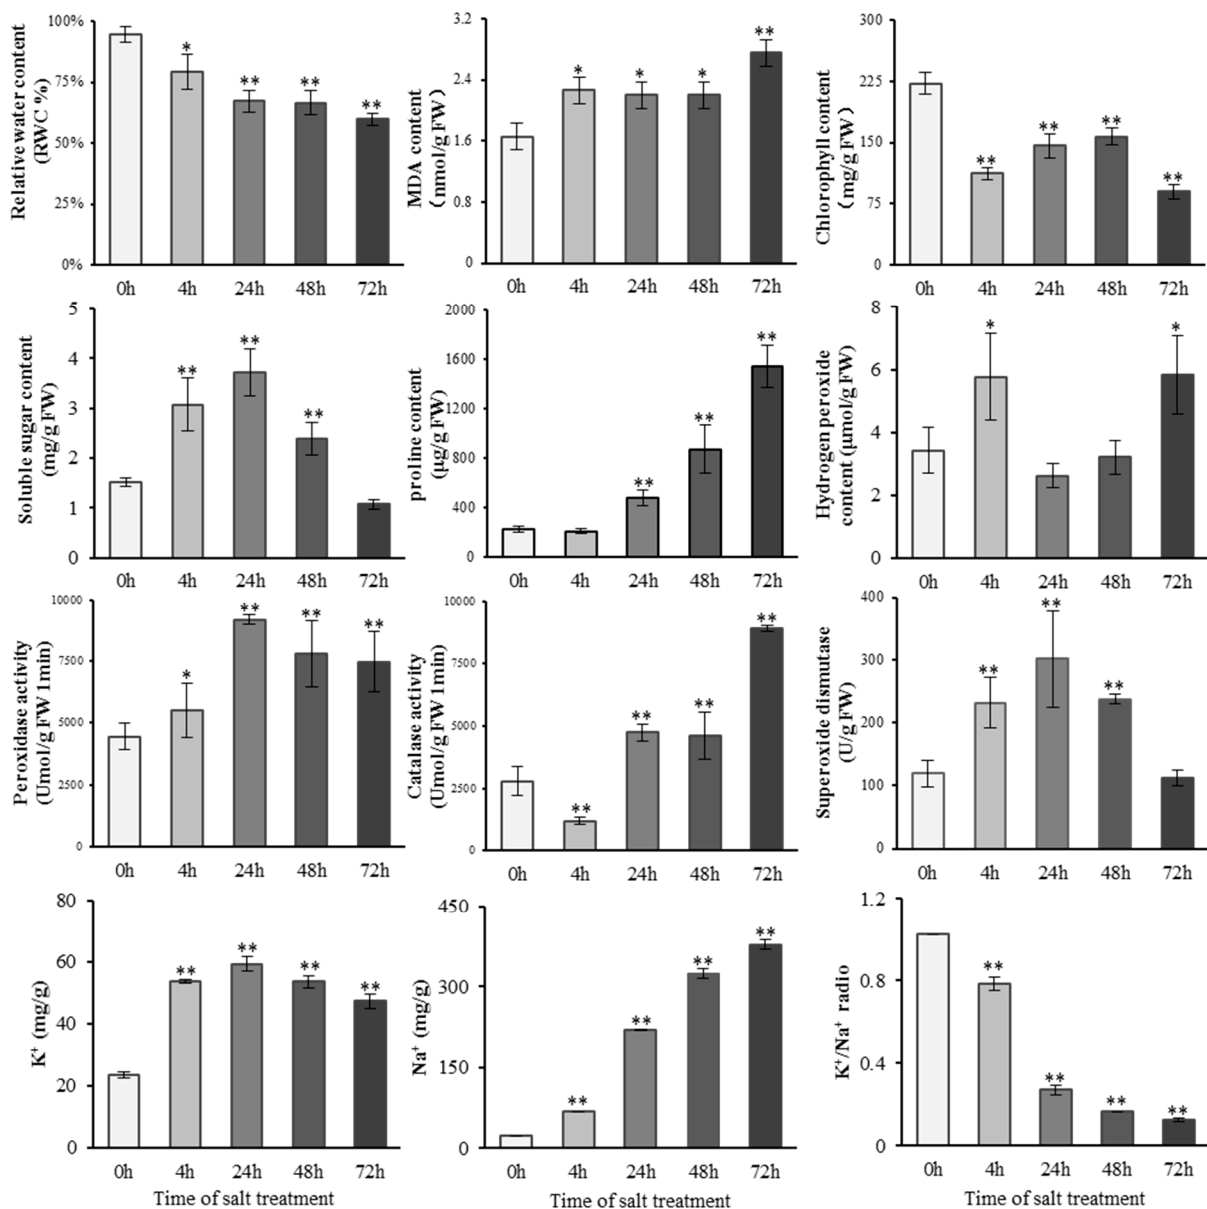 Relative water content
(RWC %)
100%
75%
50%
25%
0%
*
**
**
**
0h 4h 24h 48h 72h
MDA content
(nmol/g FW)
3.2
2.4
1.6
0.8
0
*
*
*
**
0h 4h 24h 48h 72h
Chlorophyll content
(mg/g FW)
300
225
150
75
0
**
**
**
**
0h 4h 24h 48h 72h
Soluble sugar content
(mg/g FW)
5
4
3
2
1
0
**
**
**
0h 4h 24h 48h 72h
proline content
(μg/g FW)
2000
1600
1200
800
400
0
**
**
**
0h 4h 24h 48h 72h
Hydrogen peroxide
content (μmol/g FW)
8
6
4
2
0
*
*
0h 4h 24h 48h 72h
Peroxidase activity
(Umol/g FW 1min)
10000
7500
5000
2500
0
*
**
**
**
0h 4h 24h 48h 72h
Catalase activity
(Umol/g FW 1min)
10000
7500
5000
2500
0
**
**
**
**
0h 4h 24h 48h 72h
Superoxide dismutase
(U/g FW)
400
300
200
100
0
**
**
**
0h 4h 24h 48h 72h
K⁺ (mg/g)
80
60
40
20
0
**
**
**
**
0h 4h 24h 48h 72h
Time of salt treatment
Na⁺ (mg/g)
450
300
150
0
**
**
**
**
0h 4h 24h 48h 72h
Time of salt treatment
K⁺/Na⁺ radio
1.2
0.8
0.4
0
**
**
**
**
0h 4h 24h 48h 72h
Time of salt treatment